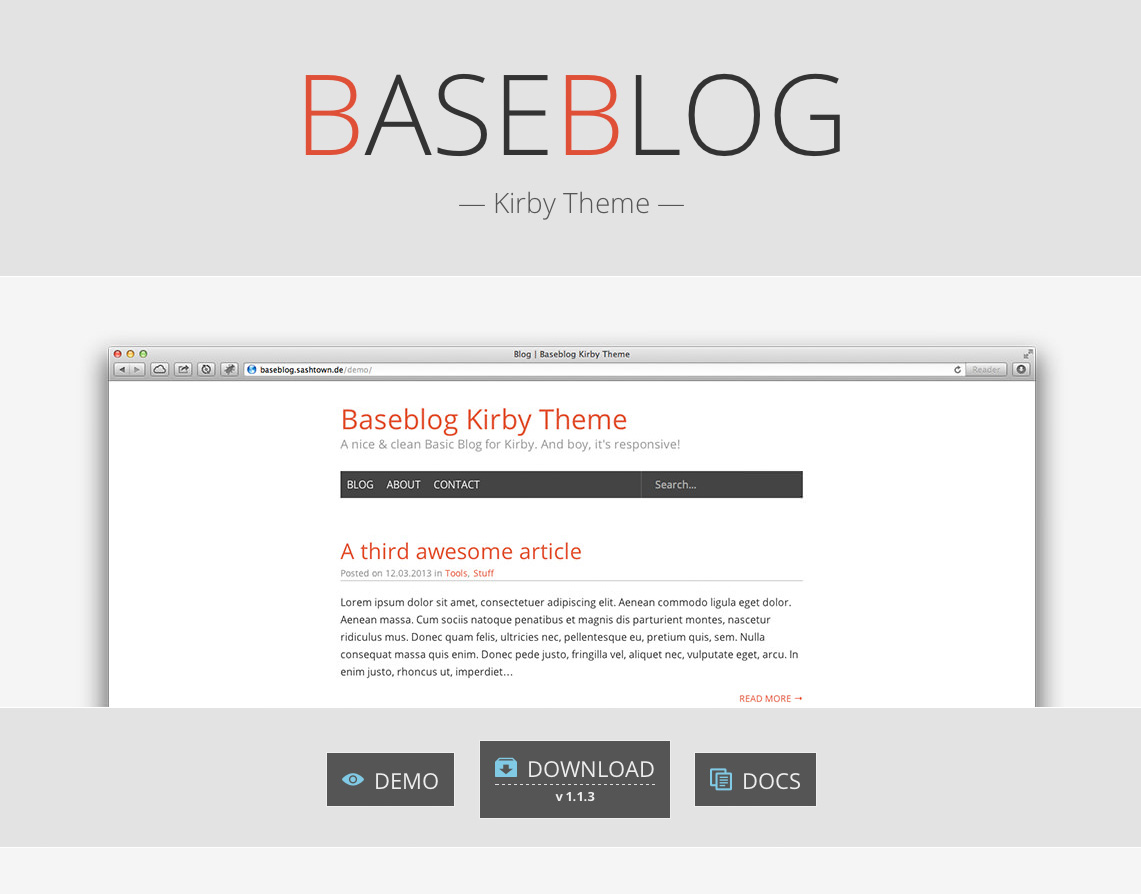 BASEBLOG
— Kirby Theme —
Blog | Baseblog Kirby Theme
baseblog.sashtown.de/demo/
Reader
Baseblog Kirby Theme
A nice & clean Basic Blog for Kirby. And boy, it's responsive!
BLOG ABOUT CONTACT Search...
A third awesome article
Posted on 12.03.2013 in Tools, Stuff
Lorem ipsum dolor sit amet, consectetuer adipiscing elit. Aenean commodo ligula eget dolor.
Aenean massa. Cum sociis natoque penatibus et magnis dis parturient montes, nascetur
ridiculus mus. Donec quam felis, ultricies nec, pellentesque eu, pretium quis, sem. Nulla
consequat massa quis enim. Donec pede justo, fringilla vel, aliquet nec, vulputate eget, arcu. In
enim justo, rhoncus ut, imperdiet…
READ MORE →
DEMO
DOWNLOAD
v 1.1.3
DOCS